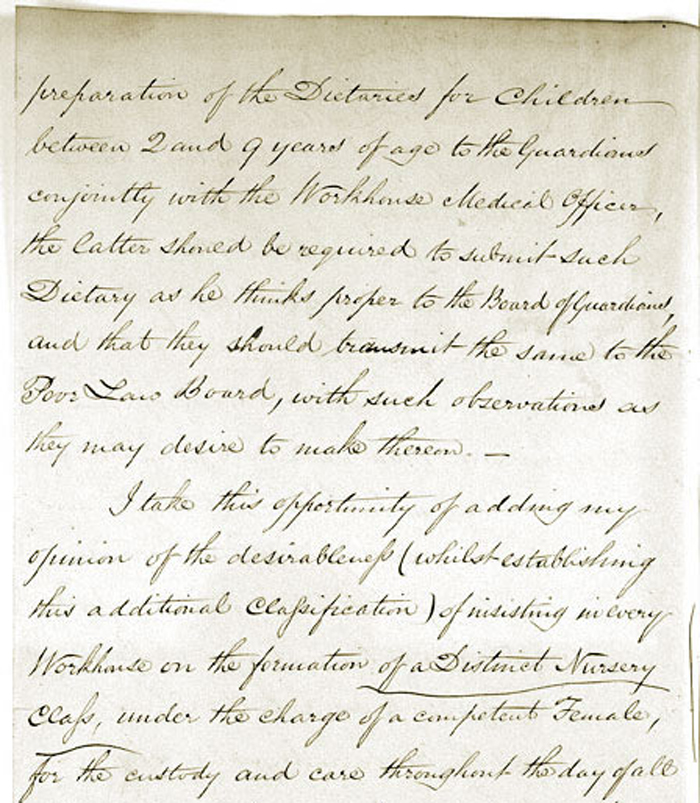 preparation of the Dietaries for Children
between 2 and 9 years of age to the Guardians
conjointly with the Workhouse Medical Officer,
the latter should be required to submit such
Dietary as he thinks proper to the Board of Guardians,
and that they should transmit the same to the
Poor Law Board, with such observations as
they may desire to make thereon. —
I take this opportunity of adding my
opinion of the desirableneſs (whilst establishing
this additional Claſsification) of insisting in every
Workhouse on the formation of a Distinct Nursery
Claſs, under the charge of a competent Female,
for the custody and care throughout the day of all